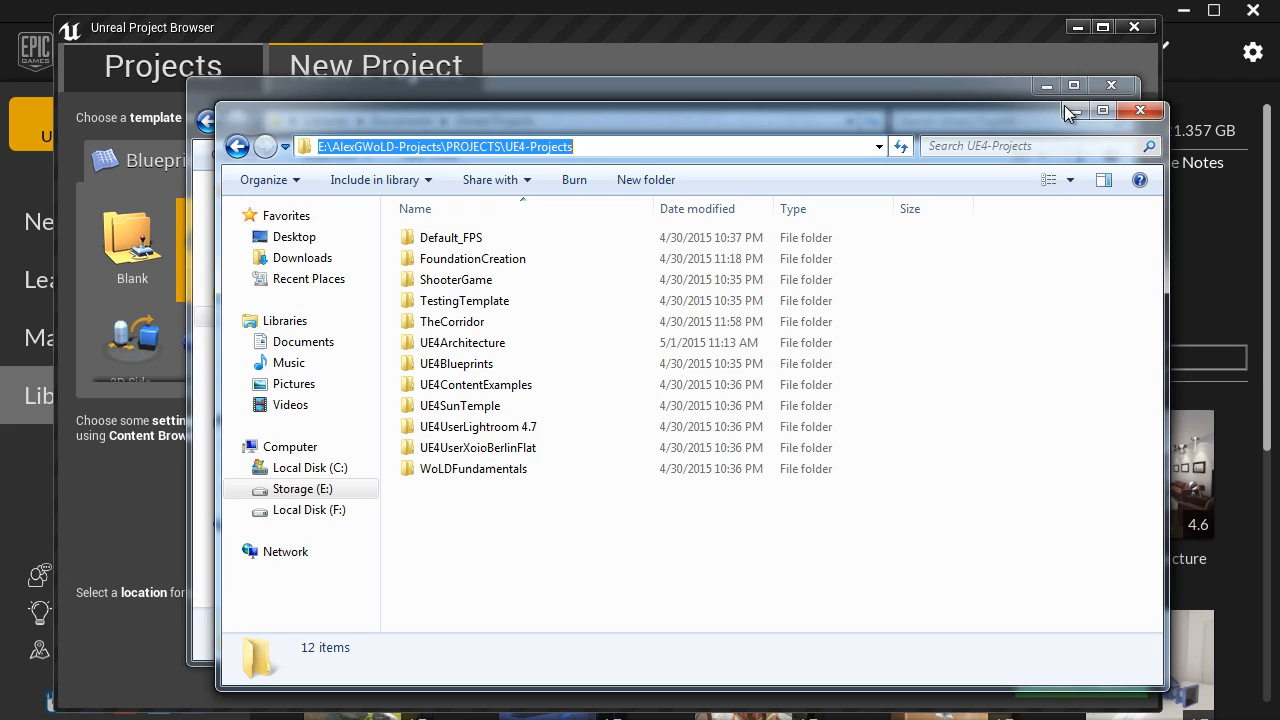 Unreal Project Browser
EPIC GAMES
Projects
New Project
Choose a template
Blueprin
1.357 GB
E:\AlexGWoLD-Projects\PROJECTS\UE4-Projects
Search UE4-Projects
Notes
Organize
Include in library
Share with
Burn
New folder
Name
Date modified
Type
Size
Favorites
Desktop
Downloads
Recent Places
Libraries
Documents
Music
Pictures
Videos
Computer
Local Disk (C:)
Storage (E:)
Local Disk (F:)
Network
Default_FPS 4/30/2015 10:37 PM File folder
FoundationCreation 4/30/2015 11:18 PM File folder
ShooterGame 4/30/2015 10:35 PM File folder
TestingTemplate 4/30/2015 10:35 PM File folder
TheCorridor 4/30/2015 11:58 PM File folder
UE4Architecture 5/1/2015 11:13 AM File folder
UE4Blueprints 4/30/2015 10:35 PM File folder
UE4ContentExamples 4/30/2015 10:36 PM File folder
UE4SunTemple 4/30/2015 10:36 PM File folder
UE4UserLightroom 4.7 4/30/2015 10:36 PM File folder
UE4UserXoioBerlinFlat 4/30/2015 10:36 PM File folder
WoLDFundamentals 4/30/2015 10:36 PM File folder
12 items
Blank
Ne
Lea
Ma
Lib
Choose some settin
using Content Brow
Select a location for
4.6
cture